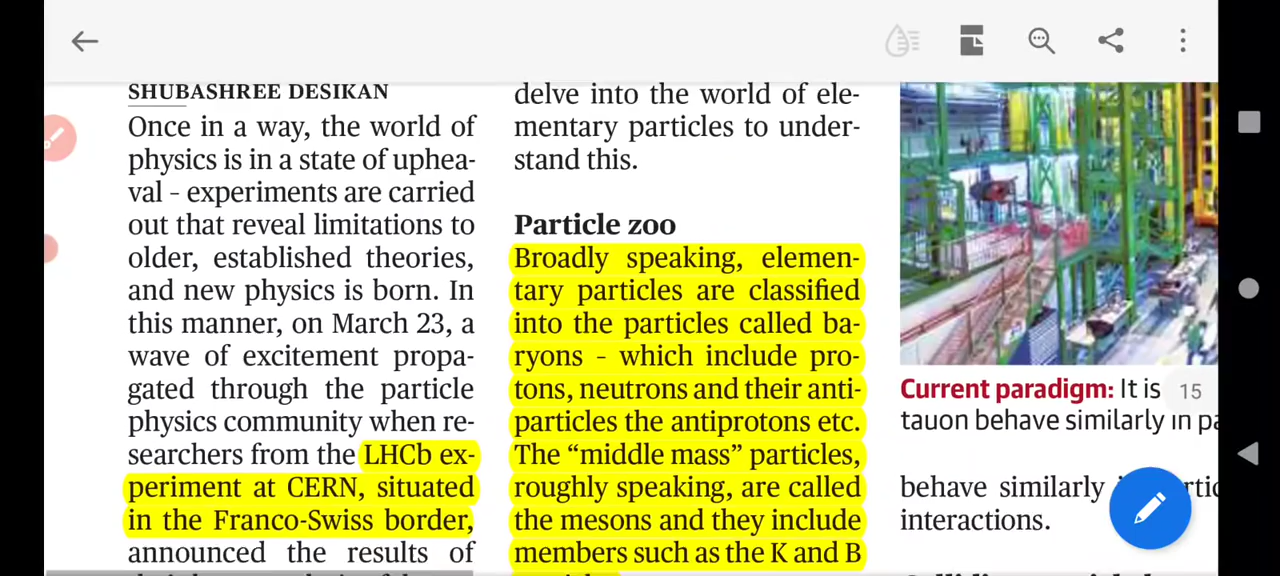 SHUBASHREE DESIKAN
Once in a way, the world of
physics is in a state of uphea-
val - experiments are carried
out that reveal limitations to
older, established theories,
and new physics is born. In
this manner, on March 23, a
wave of excitement propa-
gated through the particle
physics community when re-
searchers from the LHCb ex-
periment at CERN, situated
in the Franco-Swiss border,
announced the results of
delve into the world of ele-
mentary particles to under-
stand this.
Particle zoo
Broadly speaking, elemen-
tary particles are classified
into the particles called ba-
ryons - which include pro-
tons, neutrons and their anti-
particles the antiprotons etc.
The “middle mass” particles,
roughly speaking, are called
the mesons and they include
members such as the K and B
Current paradigm: It is
15
tauon behave similarly in pa
behave similarly
interactions.